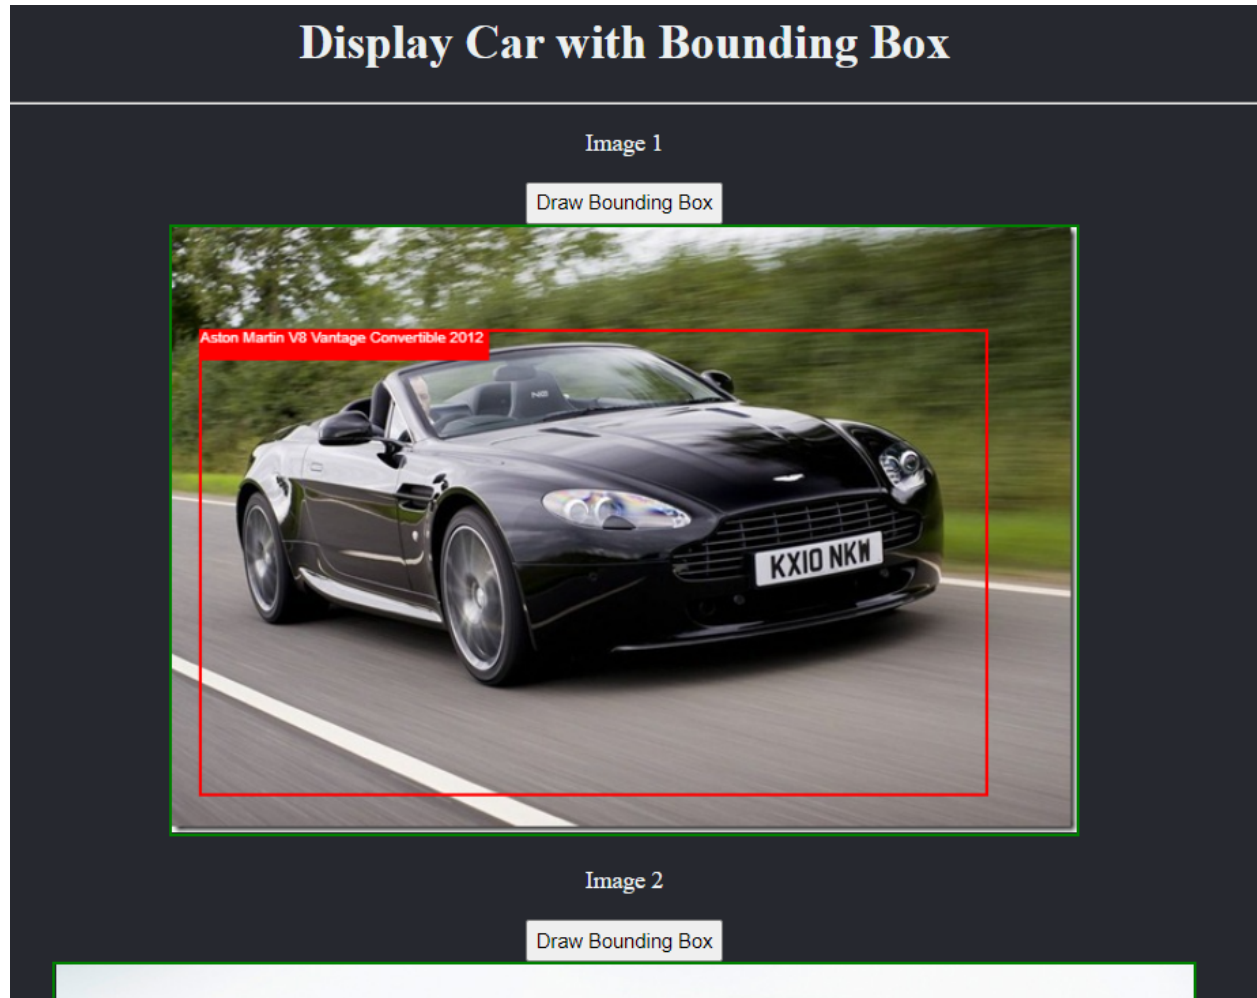 Display Car with Bounding Box
Image 1
Draw Bounding Box
Aston Martin V8 Vantage Convertible 2012
KX10 NKW
Image 2
Draw Bounding Box